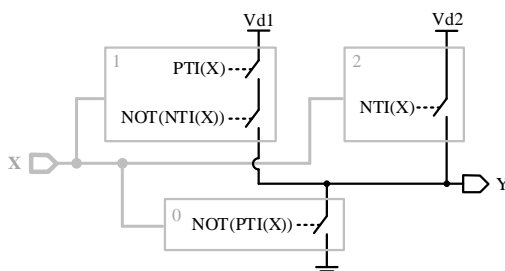 Vd1
Vd2
1
PTI(X)
NOT(NTI(X))
2
NTI(X)
X
Y
0
NOT(PTI(X))